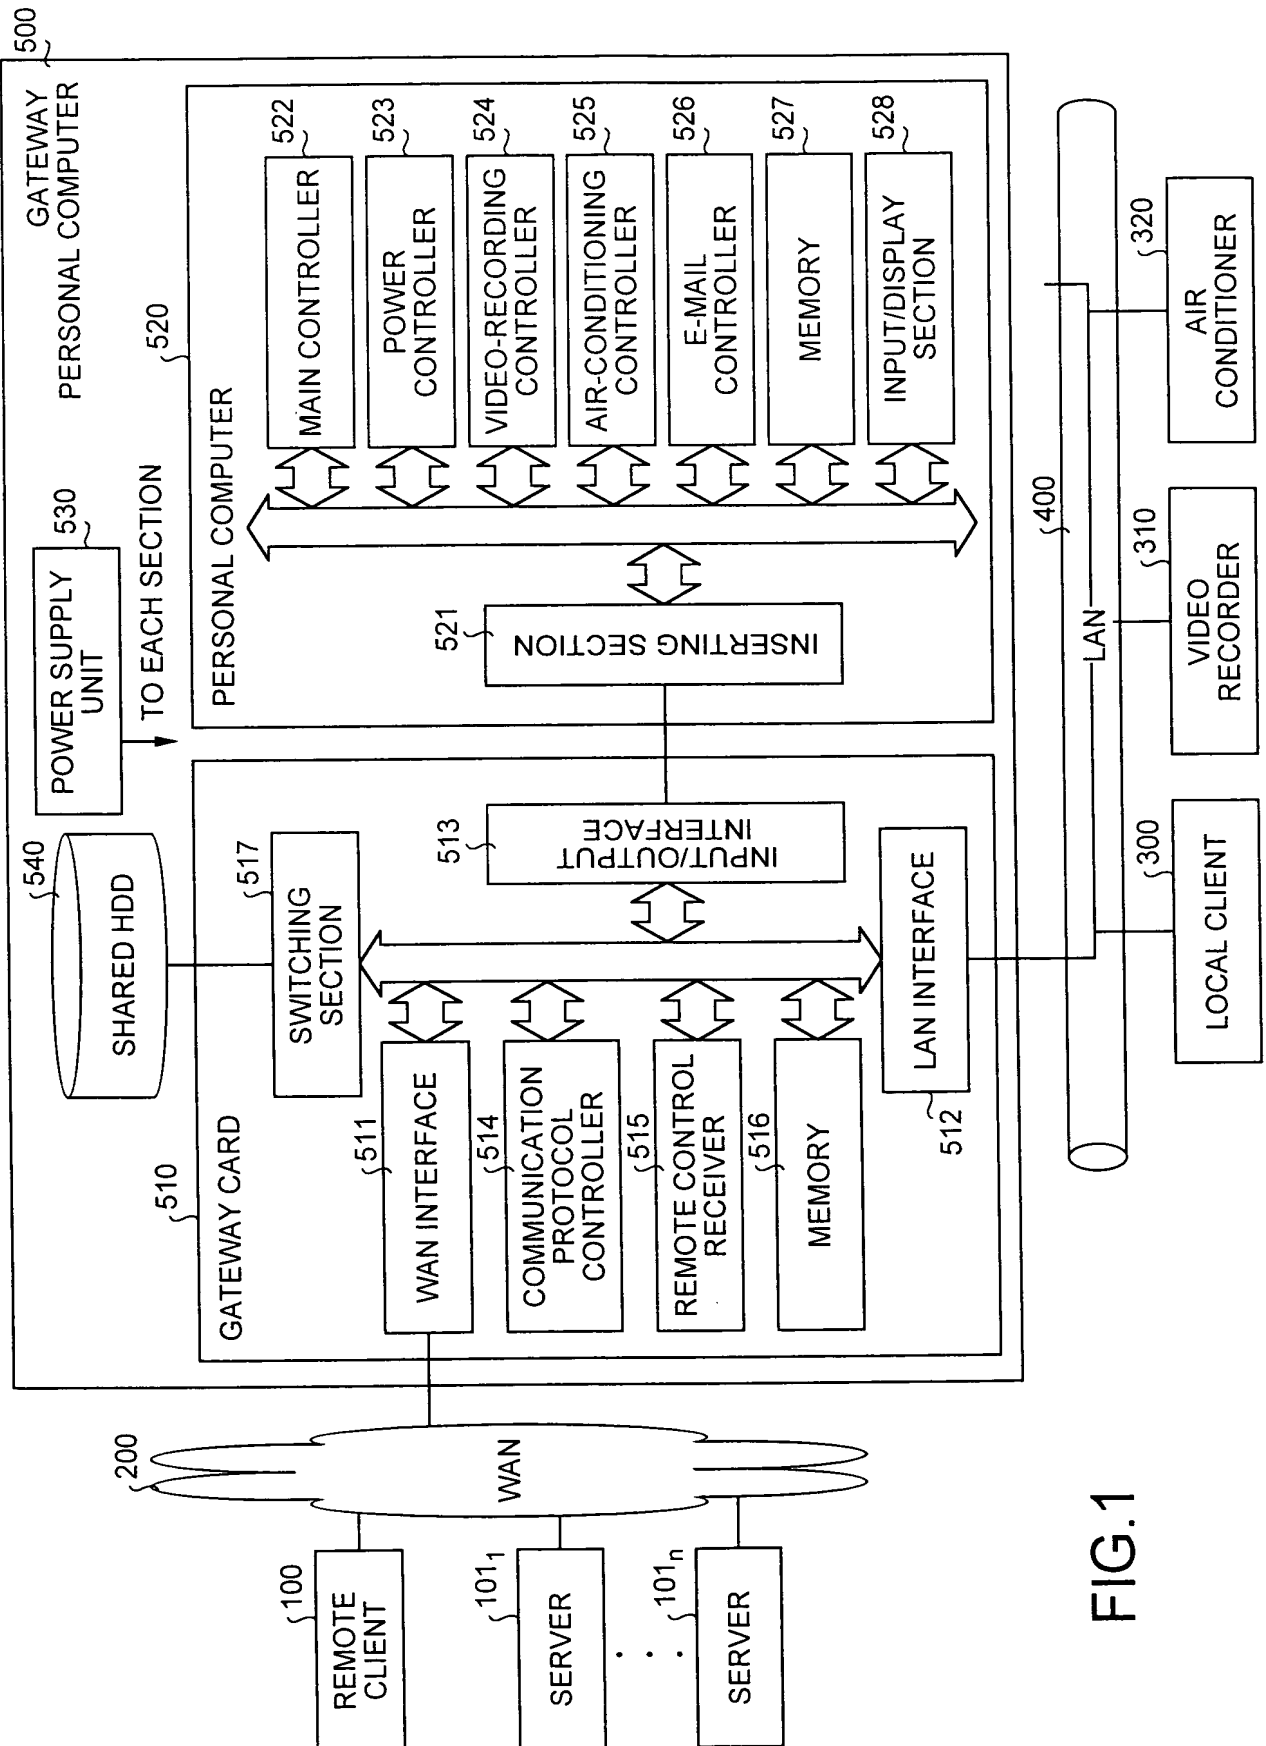 500
GATEWAY
PERSONAL COMPUTER
540
SHARED HDD
530
POWER SUPPLY
UNIT
TO EACH SECTION
510
GATEWAY CARD
517
SWITCHING
SECTION
511
WAN INTERFACE
514
COMMUNICATION
PROTOCOL
CONTROLLER
515
REMOTE CONTROL
RECEIVER
516
MEMORY
513
INPUT/OUTPUT
INTERFACE
512
LAN INTERFACE
520
PERSONAL COMPUTER
521
INSERTING SECTION
522
MAIN CONTROLLER
523
POWER
CONTROLLER
524
VIDEO-RECORDING
CONTROLLER
525
AIR-CONDITIONING
CONTROLLER
526
E-MAIL
CONTROLLER
527
MEMORY
528
INPUT/DISPLAY
SECTION
200
WAN
100
REMOTE
CLIENT
101₁
SERVER
. . .
101ₙ
SERVER
400
LAN
300
LOCAL CLIENT
310
VIDEO
RECORDER
320
AIR
CONDITIONER
FIG.1